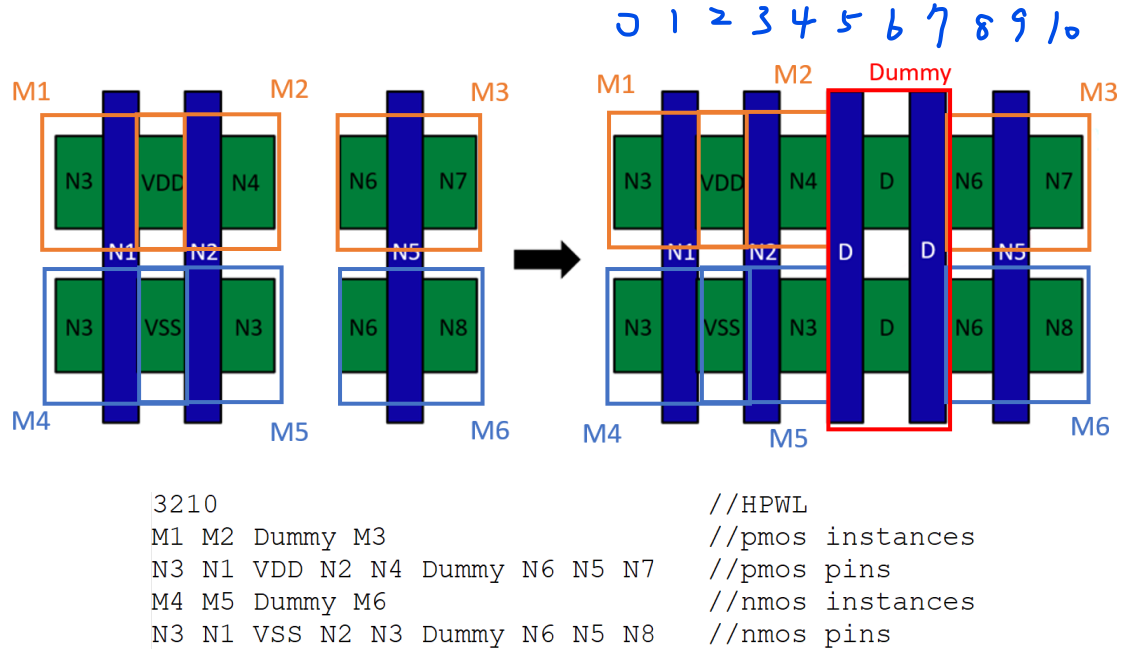 0 1 2 3 4 5 6 7 8 9 10
M1 M2 M3 M1 M2 Dummy M3
N3 VDD N4 N6 N7 N3 VDD N4 D N6 N7
N1 N2 N5 N1 N2 D D N5
N3 VSS N3 N6 N8 N3 VSS N3 D N6 N8
M4 M5 M6 M4 M5 M6
3210 //HPWL
M1 M2 Dummy M3 //pmos instances
N3 N1 VDD N2 N4 Dummy N6 N5 N7 //pmos pins
M4 M5 Dummy M6 //nmos instances
N3 N1 VSS N2 N3 Dummy N6 N5 N8 //nmos pins